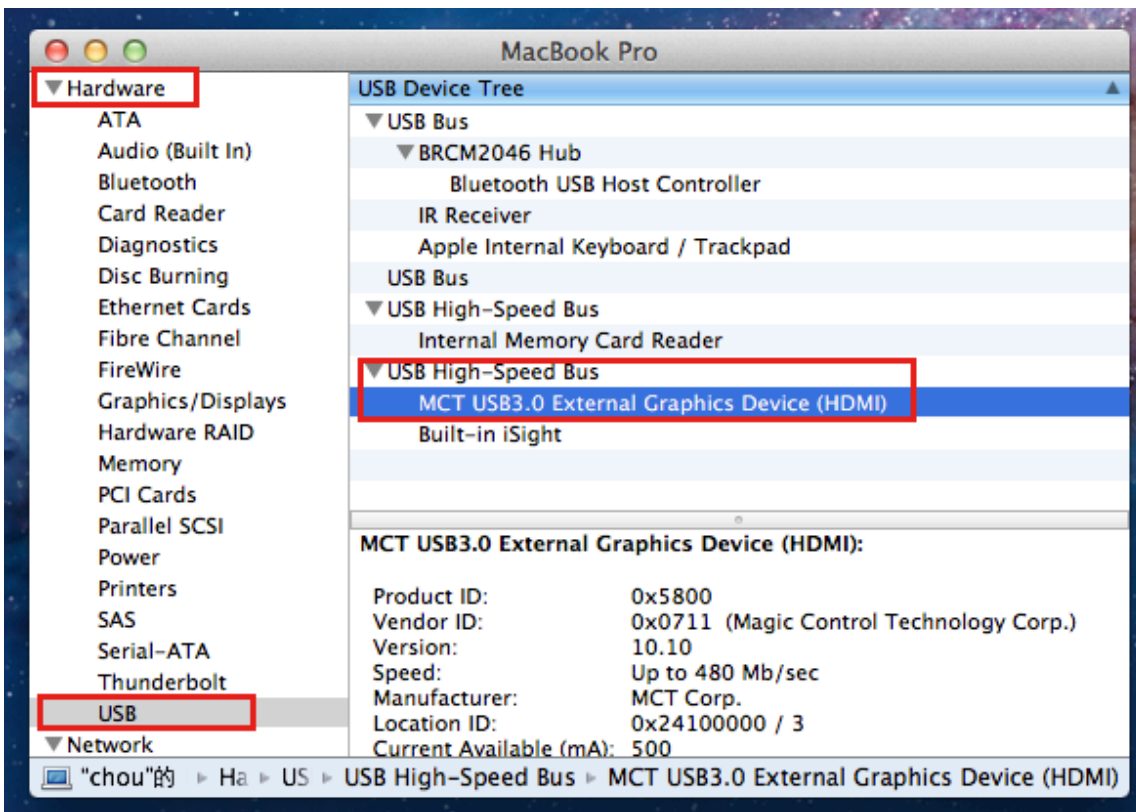 MacBook Pro
Hardware
ATA
Audio (Built In)
Bluetooth
Card Reader
Diagnostics
Disc Burning
Ethernet Cards
Fibre Channel
FireWire
Graphics/Displays
Hardware RAID
Memory
PCI Cards
Parallel SCSI
Power
Printers
SAS
Serial-ATA
Thunderbolt
USB
Network
USB Device Tree
USB Bus
BRCM2046 Hub
Bluetooth USB Host Controller
IR Receiver
Apple Internal Keyboard / Trackpad
USB Bus
USB High-Speed Bus
Internal Memory Card Reader
USB High-Speed Bus
MCT USB3.0 External Graphics Device (HDMI)
Built-in iSight
MCT USB3.0 External Graphics Device (HDMI):
Product ID: 0x5800
Vendor ID: 0x0711 (Magic Control Technology Corp.)
Version: 10.10
Speed: Up to 480 Mb/sec
Manufacturer: MCT Corp.
Location ID: 0x24100000 / 3
Current Available (mA): 500
"chou"的 ▸ Ha ▸ US ▸ USB High-Speed Bus ▸ MCT USB3.0 External Graphics Device (HDMI)